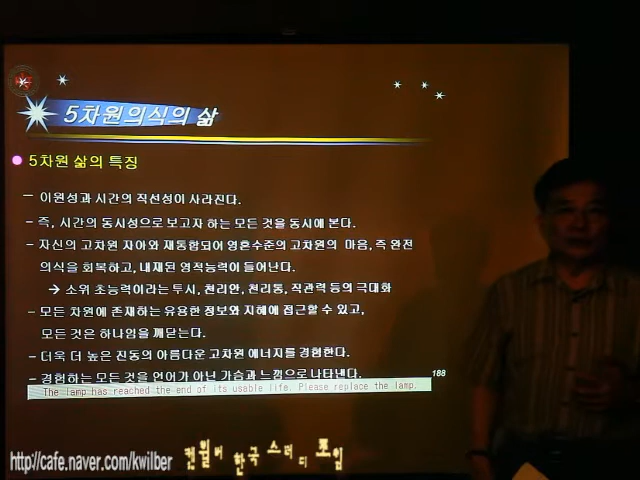 5차원의식의 삶
5차원 삶의 특징
– 이원성과 시간의 직선성이 사라진다.
– 즉, 시간의 동시성으로 보고자 하는 모든 것을 동시에 본다.
– 자신의 고차원 자아와 재통합되어 영혼수준의 고차원의 마음, 즉 완전
의식을 회복하고, 내재된 영적능력이 늘어난다.
→ 소위 초능력이라는 투시, 천리안, 천리통, 직관력 등의 극대화
– 모든 차원에 존재하는 유용한 정보와 지혜에 접근할 수 있고,
모든 것은 하나임을 깨닫는다.
– 더욱 더 높은 진동의 아름다운 고차원 에너지를 경험한다.
– 경험하는 모든 것을 언어가 아닌 가슴과 느낌으로 나타낸다.
188
The lamp has reached the end of its usable life. Please replace the lamp.
http://cafe.naver.com/kwilber 켄윌버 한국 스터디 모임